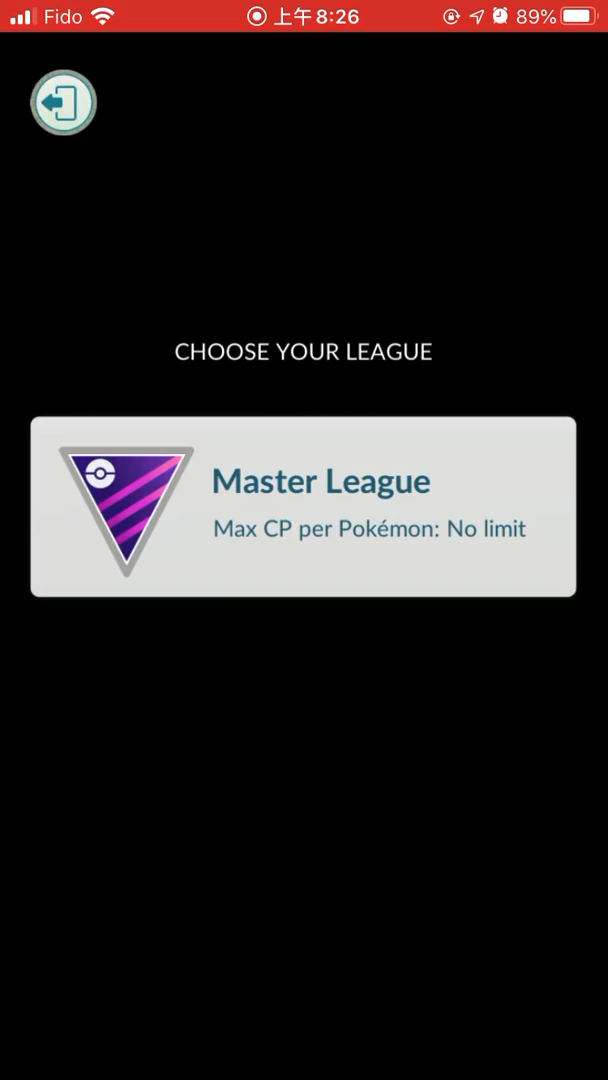 Fido 上午8:26 89%
CHOOSE YOUR LEAGUE
Master League
Max CP per Pokémon: No limit